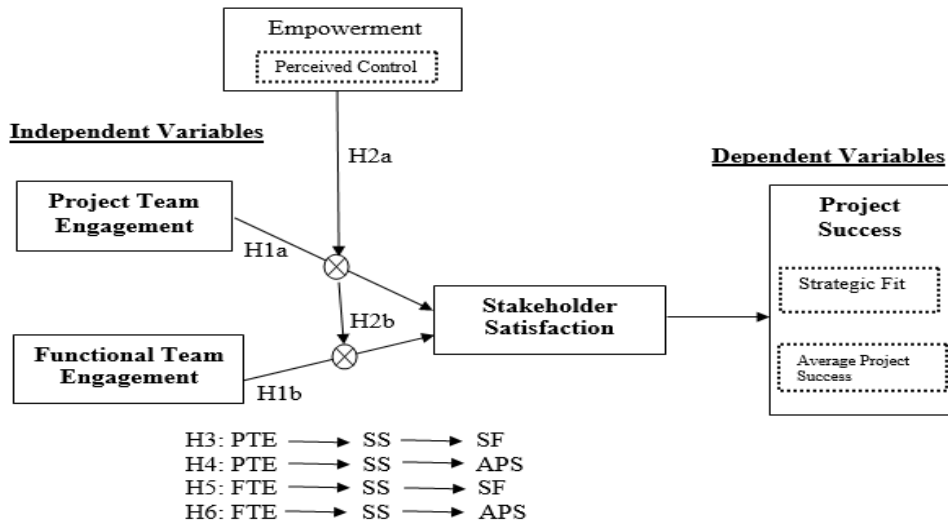 Empowerment
Perceived Control
Independent Variables
H2a
Dependent Variables
Project Team
Engagement
H1a
Project
Success
Strategic Fit
H2b
Stakeholder
Satisfaction
Functional Team
Engagement
H1b
Average Project
Success
H3: PTE SS SF
H4: PTE SS APS
H5: FTE SS SF
H6: FTE SS APS